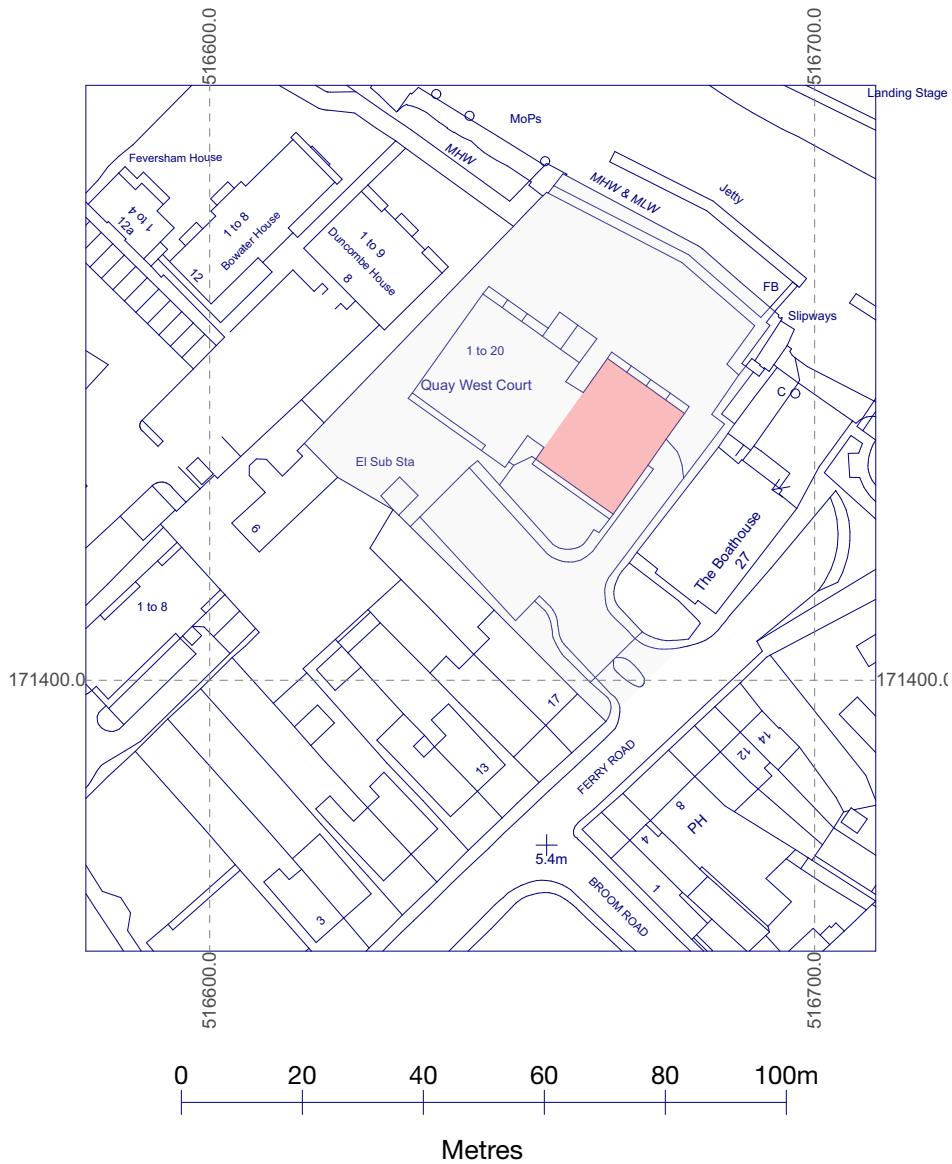 516600.0
516700.0
Landing Stage
MoPs
MHW
Feversham House
MHW & MLW
Jetty
1 to 4
12a
1 to 8
Bowater House
12
1 to 9
Duncombe House
8
FB
Slipways
1 to 20
Quay West Court
C
El Sub Sta
6
The Boathouse
27
1 to 8
171400.0
171400.0
17
14
12
FERRY ROAD
13
8
PH
4
5.4m
1
BROOM ROAD
3
516600.0
516700.0
0 20 40 60 80 100m
Metres